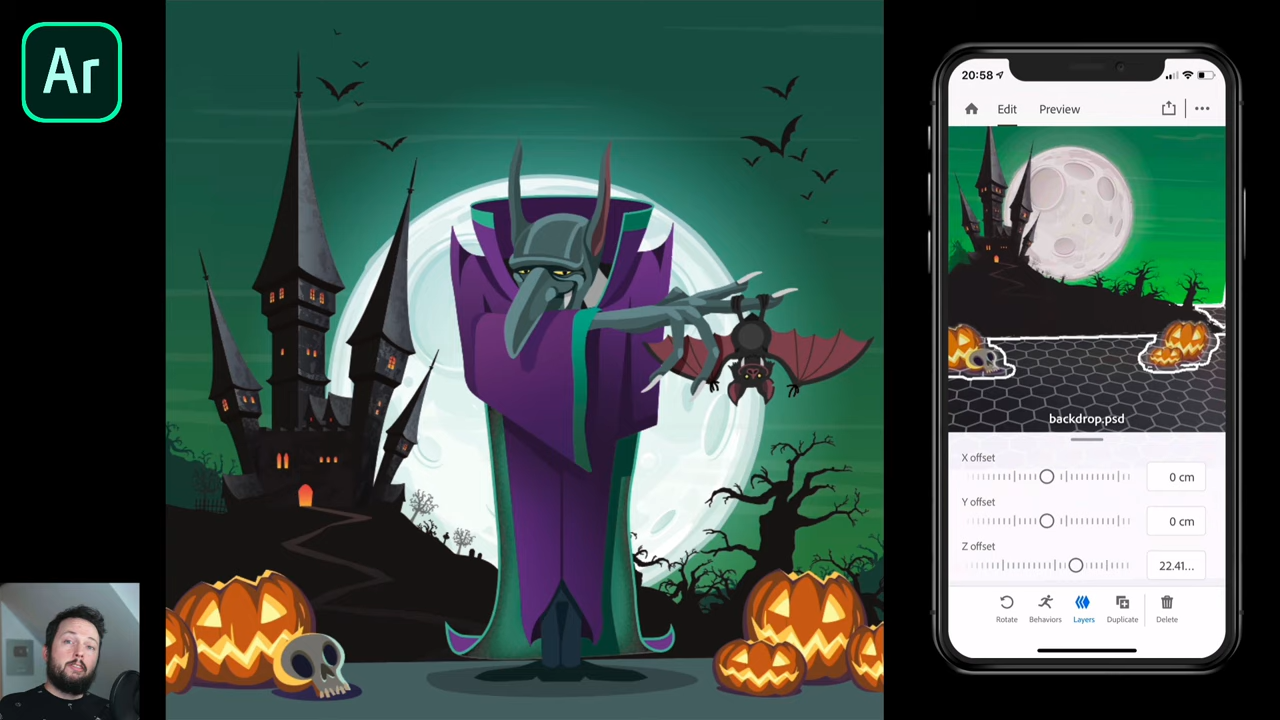 Ar
20:58
Edit
Preview
backdrop.psd
X offset
0 cm
Y offset
0 cm
Z offset
22.41...
Rotate
Behaviors
Layers
Duplicate
Delete